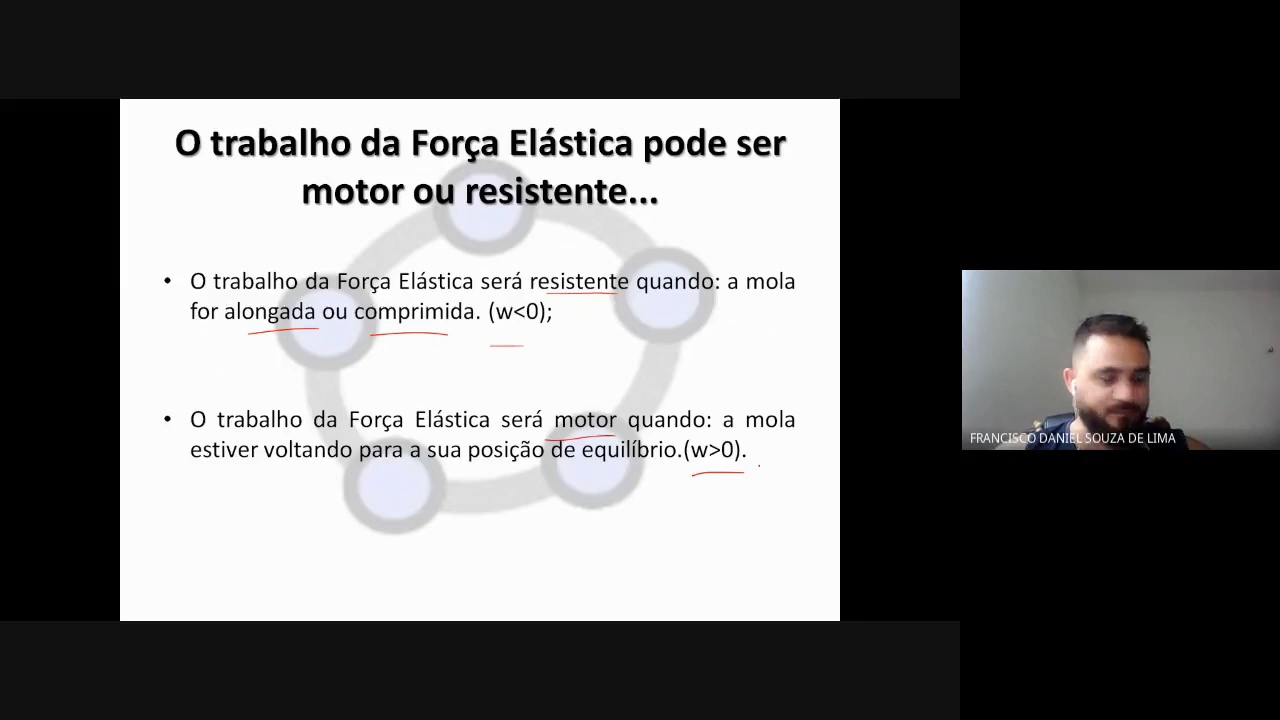 O trabalho da Força Elástica pode ser
motor ou resistente...
• O trabalho da Força Elástica será resistente quando: a mola
for alongada ou comprimida. (w<0);
• O trabalho da Força Elástica será motor quando: a mola
estiver voltando para a sua posição de equilíbrio.(w>0).
FRANCISCO DANIEL SOUZA DE LIMA